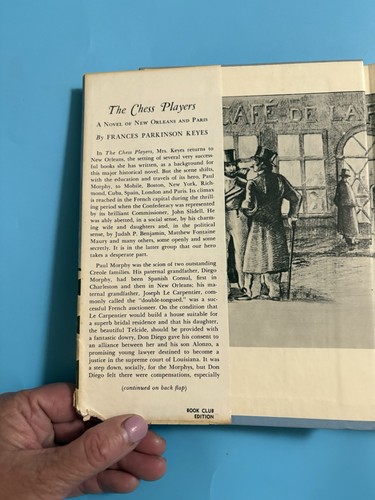 The Chess Players
A NOVEL OF NEW ORLEANS AND PARIS
By FRANCES PARKINSON KEYES
In The Chess Players, Mrs. Keyes returns to
New Orleans, the setting of several very success-
ful books she has written, as a background for
this major historical novel. But the scene shifts,
with the education and travels of its hero, Paul
Morphy, to Mobile, Boston, New York, Rich-
mond, Cuba, Spain, London and Paris. Its climax
is reached in the French capital during the thrill-
ing period when the Confederacy was represented
by its brilliant Commissioner, John Slidell. He
was ably abetted, in a social sense, by his charm-
ing wife and daughters and, in the political
sense, by Judah P. Benjamin, Matthew Fontaine
Maury and many others, some openly and some
secretly. It is in the latter group that our hero
takes a desperate part.
Paul Morphy was the scion of two outstanding
Creole families. His paternal grandfather, Diego
Morphy, had been Spanish Consul, first in
Charleston and then in New Orleans; his ma-
ternal grandfather, Joseph Le Carpentier, com-
monly called the "double-tongued," was a suc-
cessful French auctioneer. On the condition that
Le Carpentier would build a house suitable for
a superb bridal residence and that his daughter,
the beautiful Telcide, should be provided with
a fantastic dowry, Don Diego gave his consent to
an alliance between her and his son Alonzo, a
promising young lawyer destined to become a
justice in the supreme court of Louisiana. It was
a step down, socially, for the Morphys, but Don
Diego felt there were compensations, especially
(continued on back flap)
BOOK CLUB
EDITION
CAFÉ DE LA P